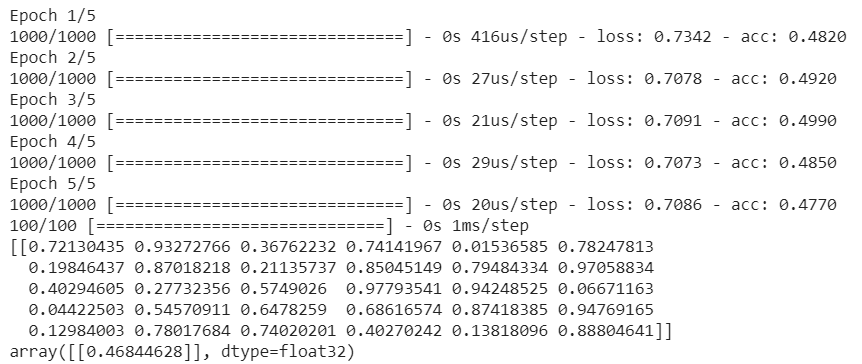 Epoch 1/5
1000/1000 [==============================] - 0s 416us/step - loss: 0.7342 - acc: 0.4820
Epoch 2/5
1000/1000 [==============================] - 0s 27us/step - loss: 0.7078 - acc: 0.4920
Epoch 3/5
1000/1000 [==============================] - 0s 21us/step - loss: 0.7091 - acc: 0.4990
Epoch 4/5
1000/1000 [==============================] - 0s 29us/step - loss: 0.7073 - acc: 0.4850
Epoch 5/5
1000/1000 [==============================] - 0s 20us/step - loss: 0.7086 - acc: 0.4770
100/100 [==============================] - 0s 1ms/step
[[0.72130435 0.93272766 0.36762232 0.74141967 0.01536585 0.78247813
  0.19846437 0.87018218 0.21135737 0.85045149 0.79484334 0.97058834
  0.40294605 0.27732356 0.5749026  0.97793541 0.94248525 0.06671163
  0.04422503 0.54570911 0.6478259  0.68616574 0.87418385 0.94769165
  0.12984003 0.78017684 0.74020201 0.40270242 0.13818096 0.88804641]]
array([[0.46844628]], dtype=float32)